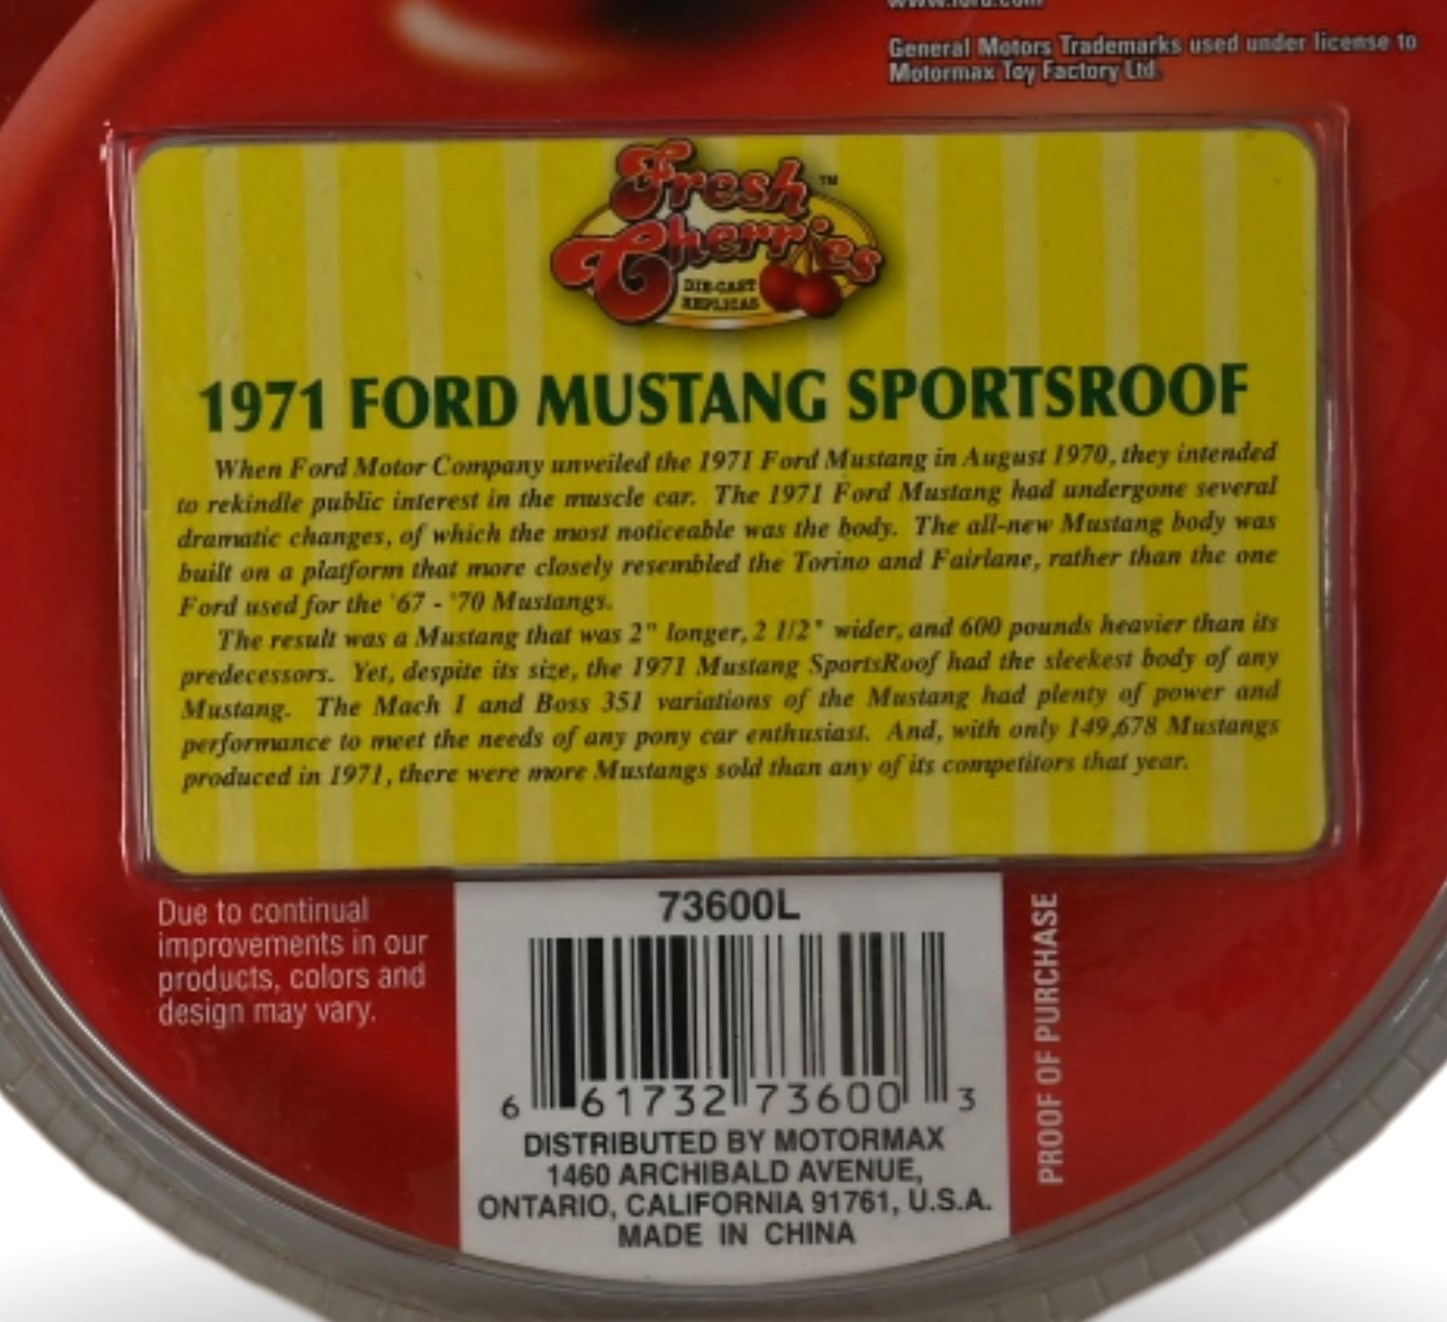 www.ford.com
General Motors Trademarks used under license to
Motormax Toy Factory Ltd.
Fresh ™
Cherries
DIE-CAST
REPLICAS
1971 FORD MUSTANG SPORTSROOF
When Ford Motor Company unveiled the 1971 Ford Mustang in August 1970, they intended
to rekindle public interest in the muscle car. The 1971 Ford Mustang had undergone several
dramatic changes, of which the most noticeable was the body. The all-new Mustang body was
built on a platform that more closely resembled the Torino and Fairlane, rather than the one
Ford used for the '67 - '70 Mustangs.
The result was a Mustang that was 2" longer, 2 1/2" wider, and 600 pounds heavier than its
predecessors. Yet, despite its size, the 1971 Mustang SportsRoof had the sleekest body of any
Mustang. The Mach I and Boss 351 variations of the Mustang had plenty of power and
performance to meet the needs of any pony car enthusiast. And, with only 149,678 Mustangs
produced in 1971, there were more Mustangs sold than any of its competitors that year.
Due to continual
improvements in our
products, colors and
design may vary.
73600L
6 61732 73600 3
DISTRIBUTED BY MOTORMAX
1460 ARCHIBALD AVENUE,
ONTARIO, CALIFORNIA 91761, U.S.A.
MADE IN CHINA
PROOF OF PURCHASE